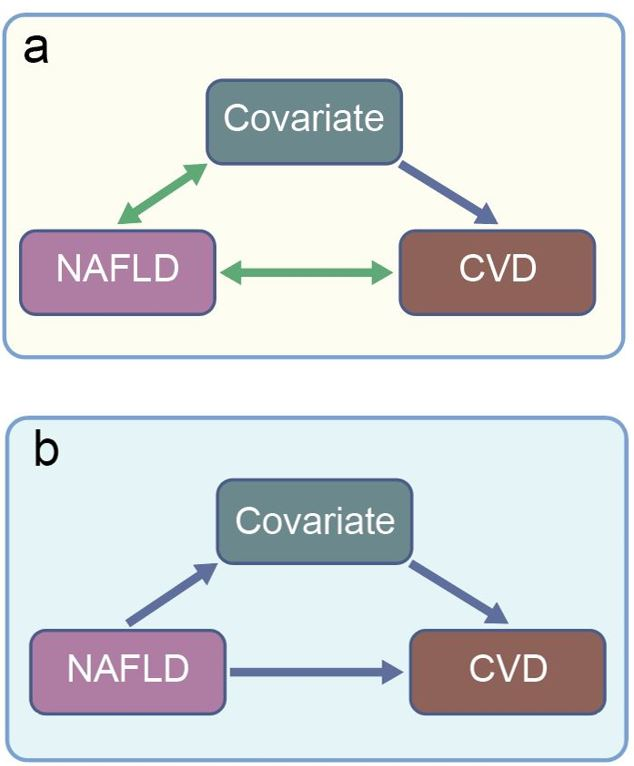 a
Covariate
NAFLD
CVD
b
Covariate
NAFLD
CVD